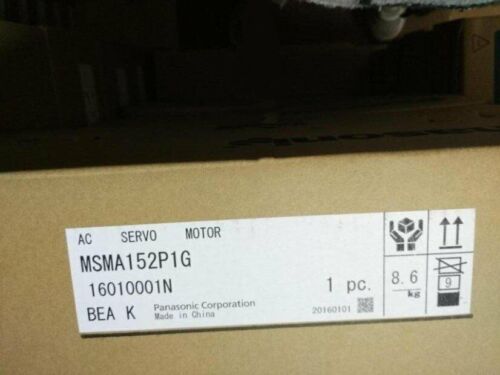 AC SERVO MOTOR
MSMA152P1G
16010001N
1 pc.
8.6
kg
9
BEA K
Panasonic Corporation
Made in China
20160101